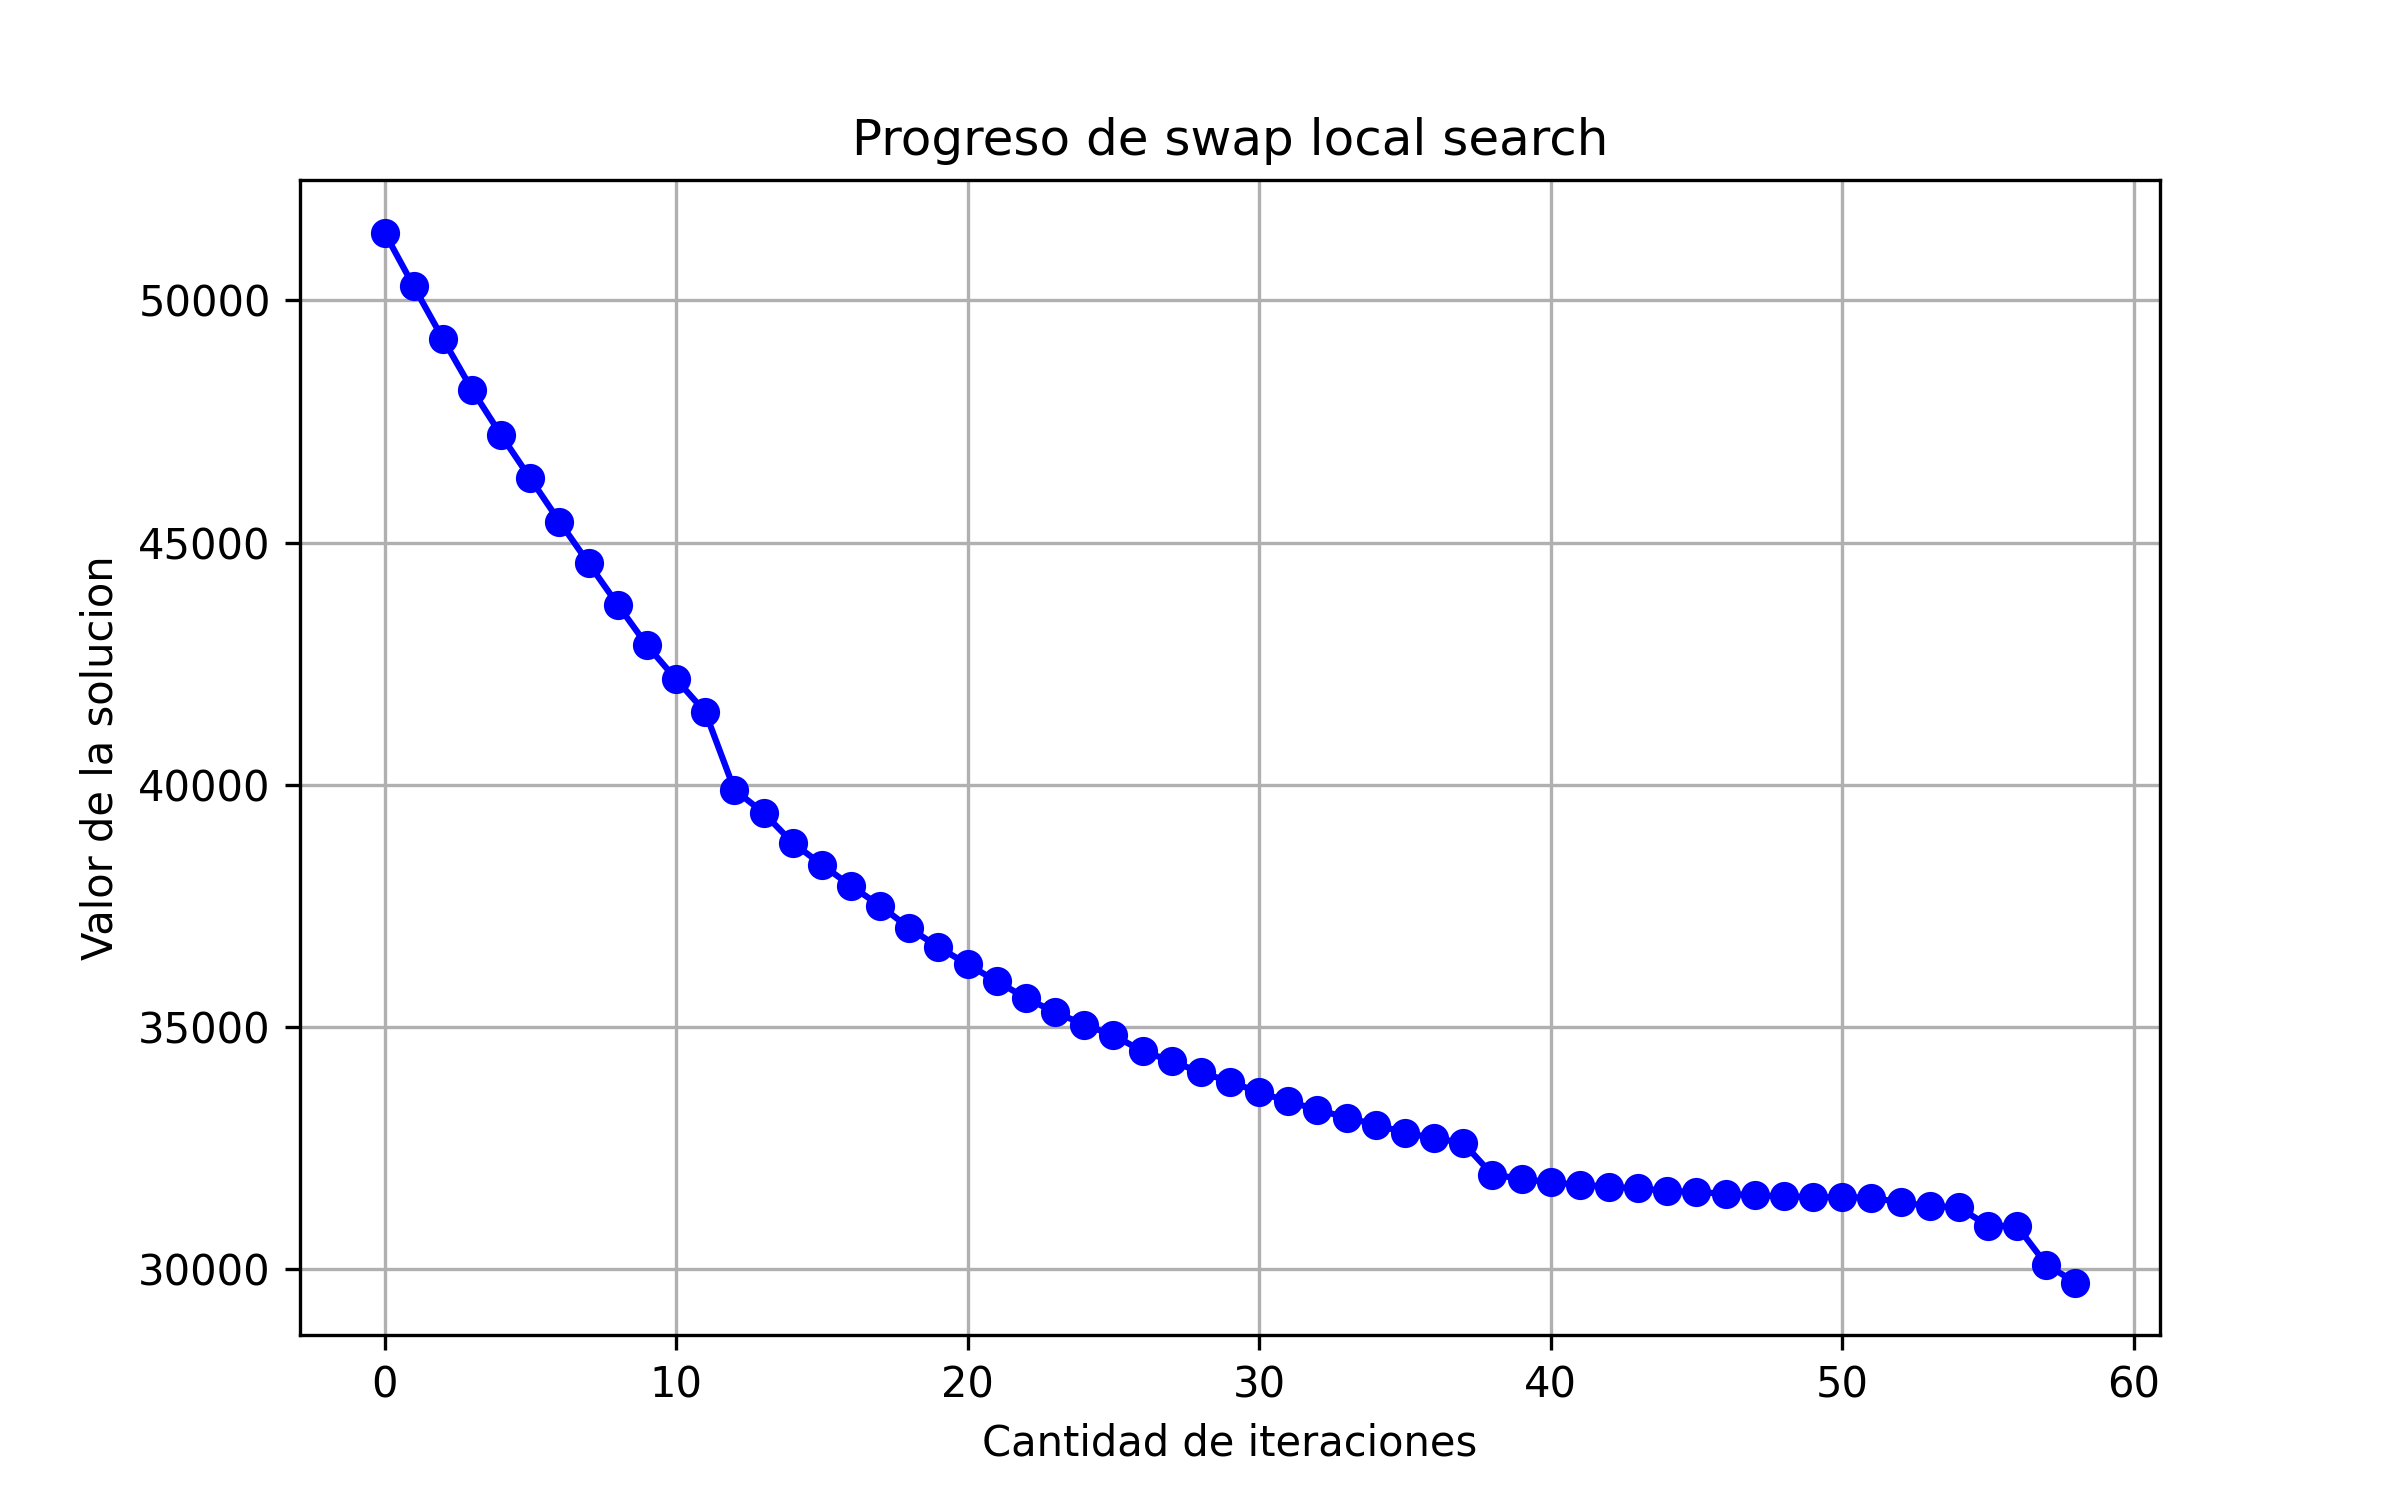 Progreso de swap local search
Valor de la solucion
50000
45000
40000
35000
30000
0 10 20 30 40 50 60
Cantidad de iteraciones